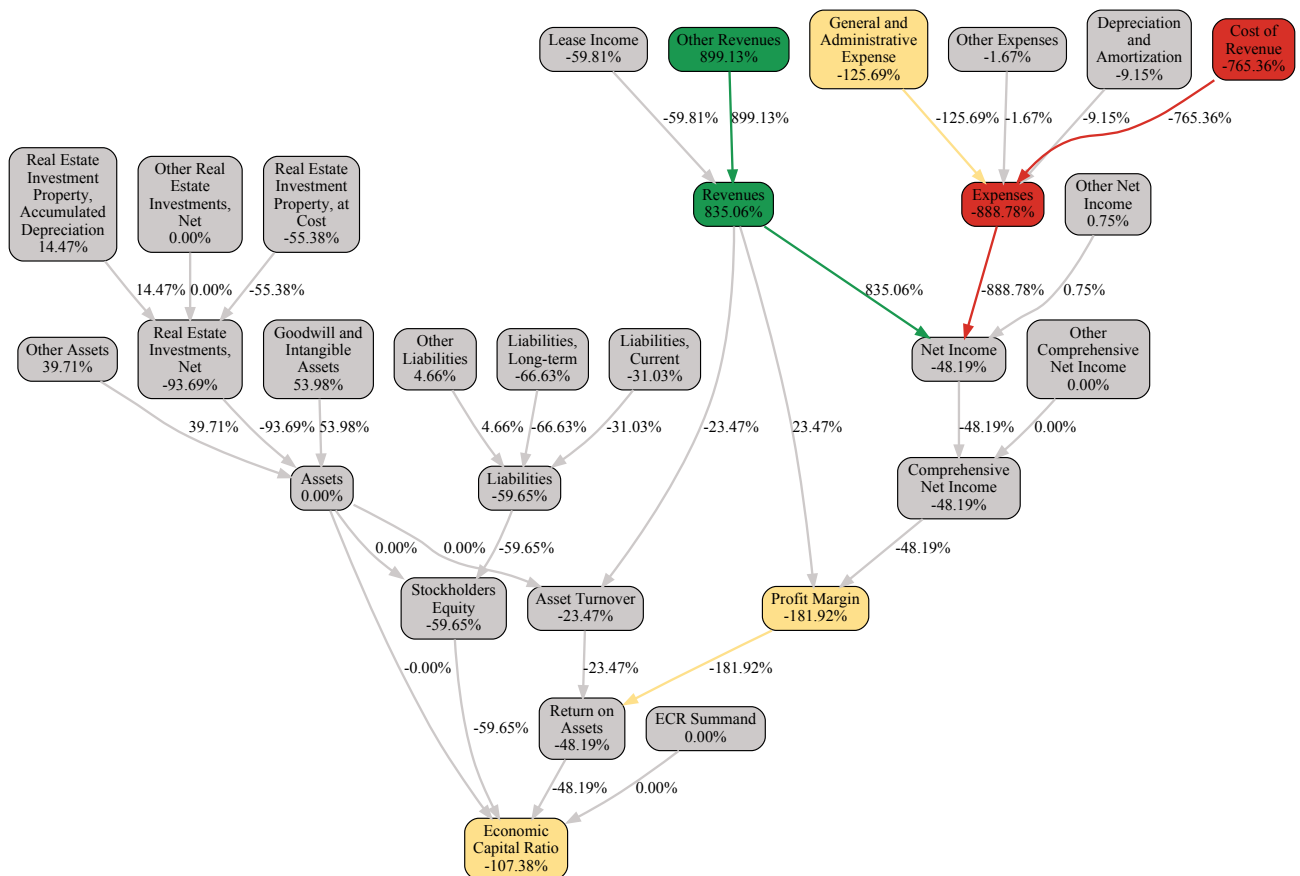 Lease Income
-59.81%
Other Revenues
899.13%
General and
Administrative
Expense
-125.69%
Other Expenses
-1.67%
Depreciation
and
Amortization
-9.15%
Cost of
Revenue
-765.36%
-59.81%
899.13%
-125.69%
-1.67%
-9.15%
-765.36%
Real Estate
Investment
Property,
Accumulated
Depreciation
14.47%
Other Real
Estate
Investments,
Net
0.00%
Real Estate
Investment
Property, at
Cost
-55.38%
Revenues
835.06%
Expenses
-888.78%
Other Net
Income
0.75%
14.47%
0.00%
-55.38%
835.06%
-888.78%
0.75%
Other Assets
39.71%
Real Estate
Investments,
Net
-93.69%
Goodwill and
Intangible
Assets
53.98%
Other
Liabilities
4.66%
Liabilities,
Long-term
-66.63%
Liabilities,
Current
-31.03%
Net Income
-48.19%
Other
Comprehensive
Net Income
0.00%
39.71%
-93.69%
53.98%
4.66%
-66.63%
-31.03%
-23.47%
23.47%
-48.19%
0.00%
Assets
0.00%
Liabilities
-59.65%
Comprehensive
Net Income
-48.19%
0.00%
0.00%
-59.65%
-48.19%
Stockholders
Equity
-59.65%
Asset Turnover
-23.47%
Profit Margin
-181.92%
-0.00%
-23.47%
-181.92%
Return on
Assets
-48.19%
ECR Summand
0.00%
-59.65%
-48.19%
0.00%
Economic
Capital Ratio
-107.38%